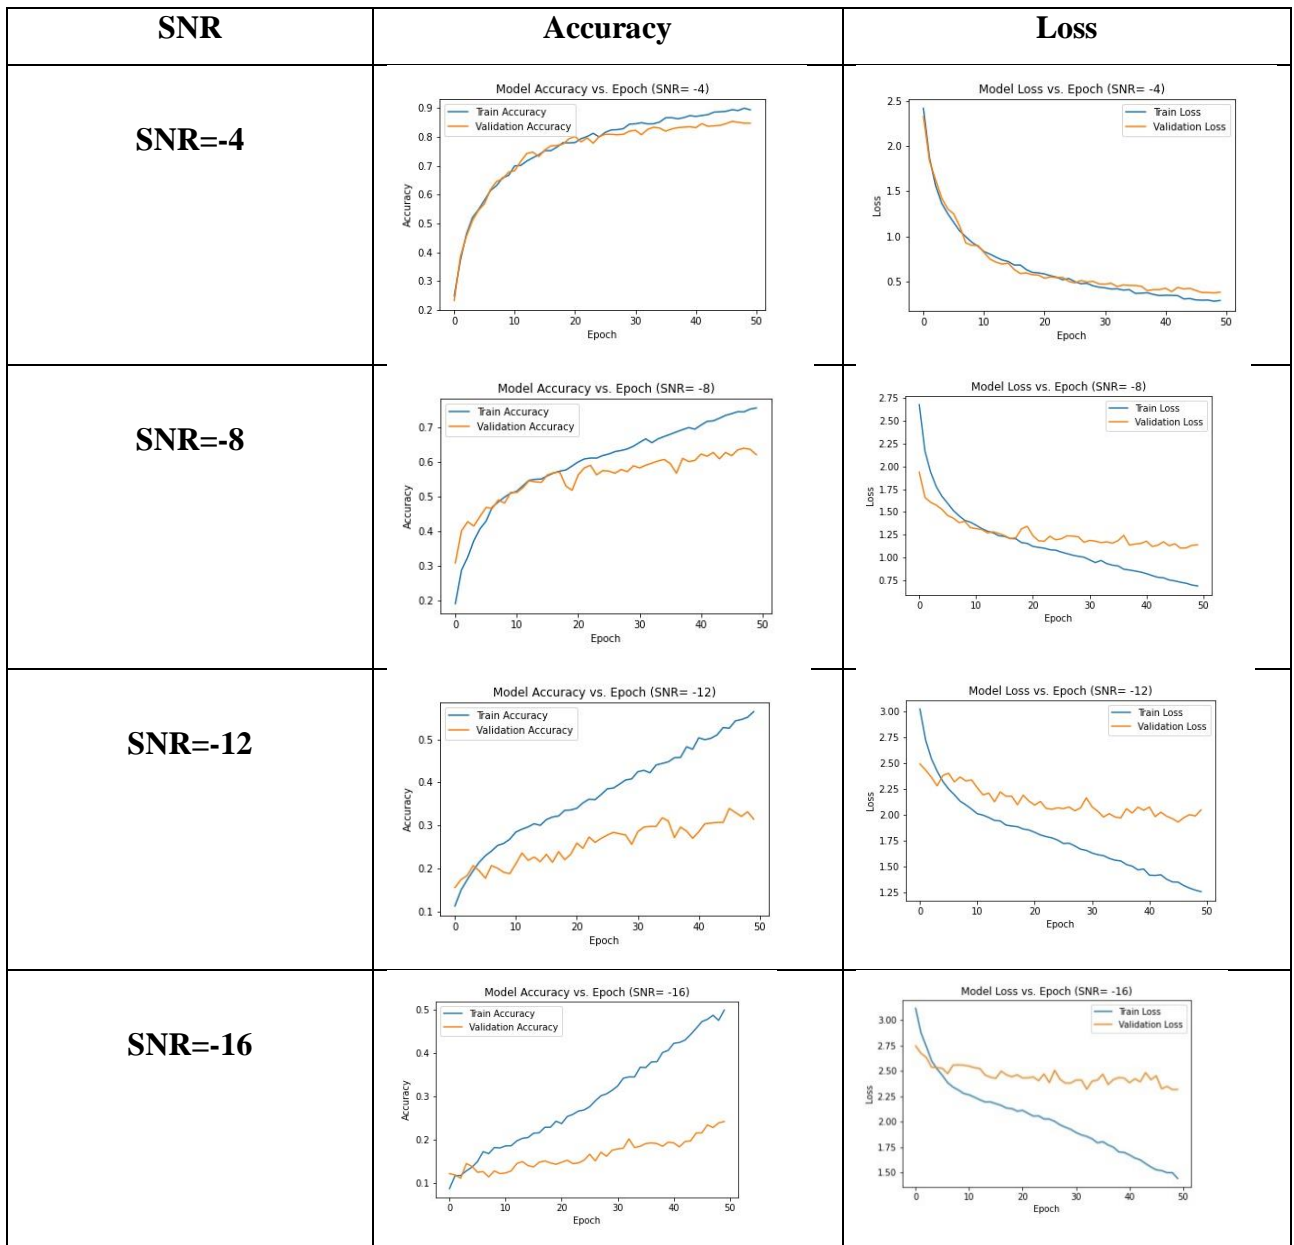 SNR Accuracy Loss
SNR=-4
Model Accuracy vs. Epoch (SNR= -4)
Train Accuracy
Validation Accuracy
0.9
0.8
0.7
0.6
0.5
0.4
0.3
0.2
Accuracy
0 10 20 30 40 50
Epoch
Model Loss vs. Epoch (SNR= -4)
Train Loss
Validation Loss
2.5
2.0
1.5
1.0
0.5
Loss
0 10 20 30 40 50
Epoch
SNR=-8
Model Accuracy vs. Epoch (SNR= -8)
Train Accuracy
Validation Accuracy
0.7
0.6
0.5
0.4
0.3
0.2
Accuracy
0 10 20 30 40 50
Epoch
Model Loss vs. Epoch (SNR= -8)
Train Loss
Validation Loss
2.75
2.50
2.25
2.00
1.75
1.50
1.25
1.00
0.75
Loss
0 10 20 30 40 50
Epoch
SNR=-12
Model Accuracy vs. Epoch (SNR= -12)
Train Accuracy
Validation Accuracy
0.5
0.4
0.3
0.2
0.1
Accuracy
0 10 20 30 40 50
Epoch
Model Loss vs. Epoch (SNR= -12)
Train Loss
Validation Loss
3.00
2.75
2.50
2.25
2.00
1.75
1.50
1.25
Loss
0 10 20 30 40 50
Epoch
SNR=-16
Model Accuracy vs. Epoch (SNR= -16)
Train Accuracy
Validation Accuracy
0.5
0.4
0.3
0.2
0.1
Accuracy
0 10 20 30 40 50
Epoch
Model Loss vs. Epoch (SNR= -16)
Train Loss
Validation Loss
3.00
2.75
2.50
2.25
2.00
1.75
1.50
Loss
0 10 20 30 40 50
Epoch